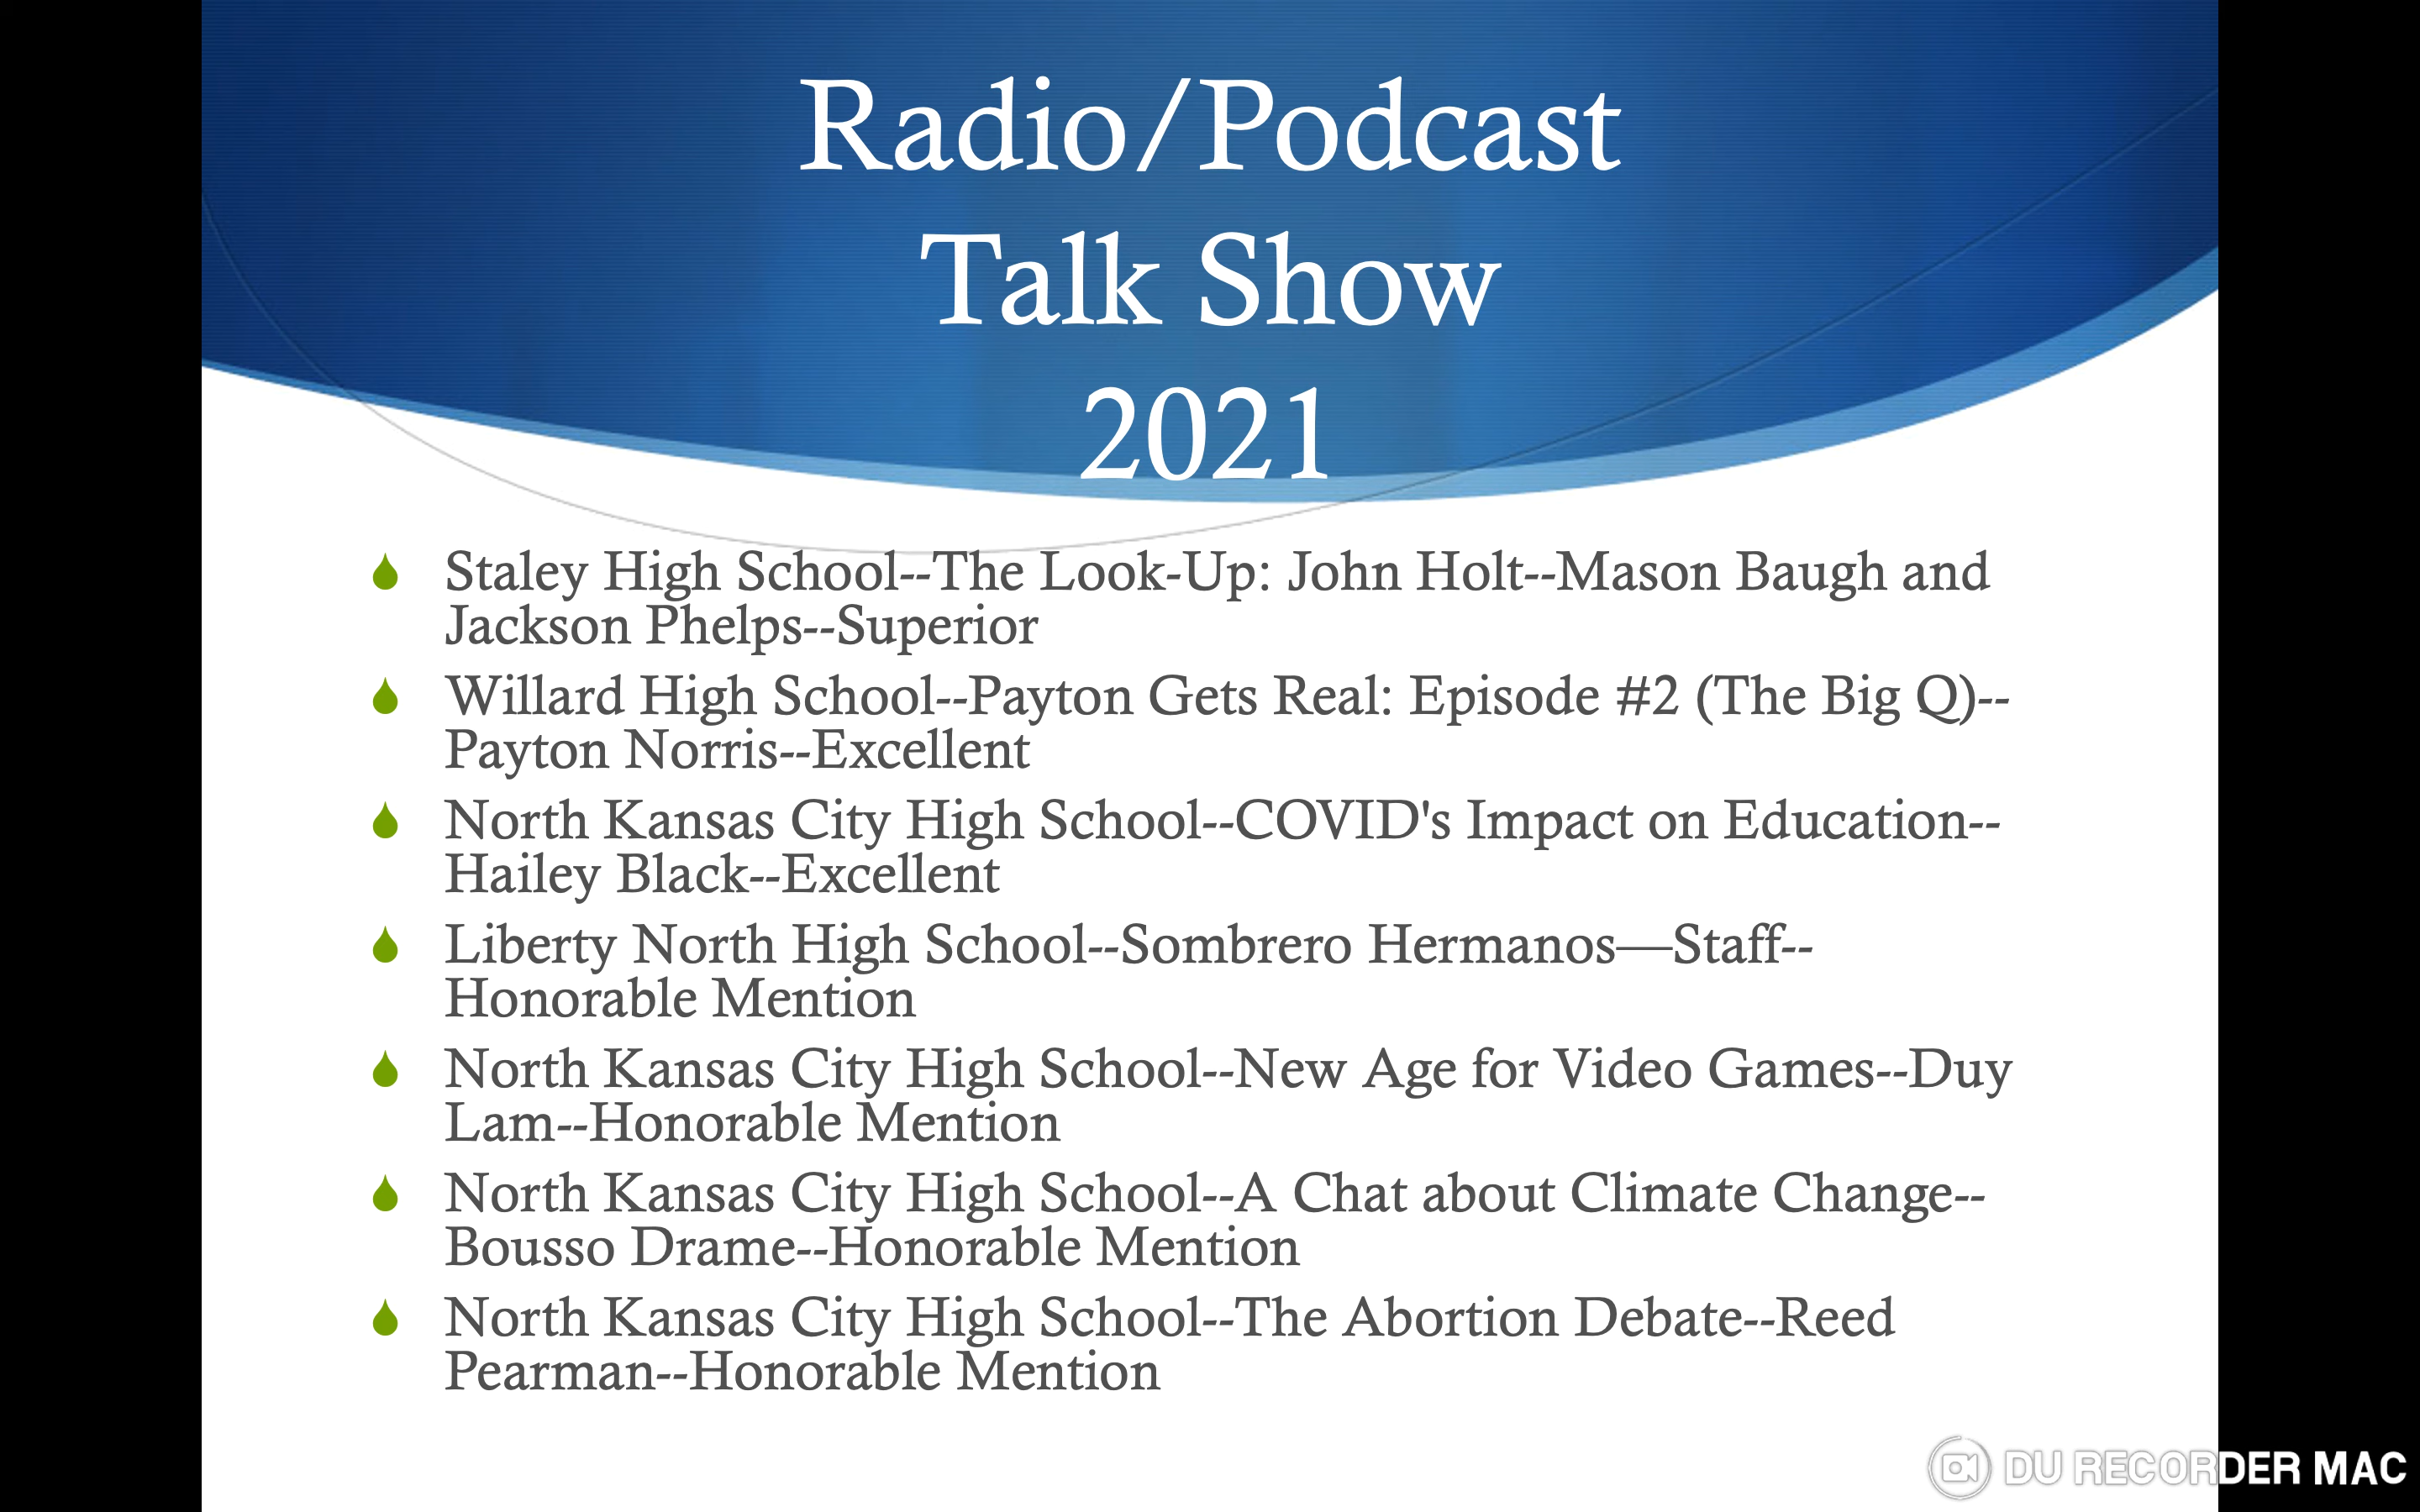 Radio/Podcast
Talk Show
2021
Staley High School--The Look-Up: John Holt--Mason Baugh and
Jackson Phelps--Superior
Willard High School--Payton Gets Real: Episode #2 (The Big Q)--
Payton Norris--Excellent
North Kansas City High School--COVID's Impact on Education--
Hailey Black--Excellent
Liberty North High School--Sombrero Hermanos—Staff--
Honorable Mention
North Kansas City High School--New Age for Video Games--Duy
Lam--Honorable Mention
North Kansas City High School--A Chat about Climate Change--
Bousso Drame--Honorable Mention
North Kansas City High School--The Abortion Debate--Reed
Pearman--Honorable Mention
DU RECORDER MAC